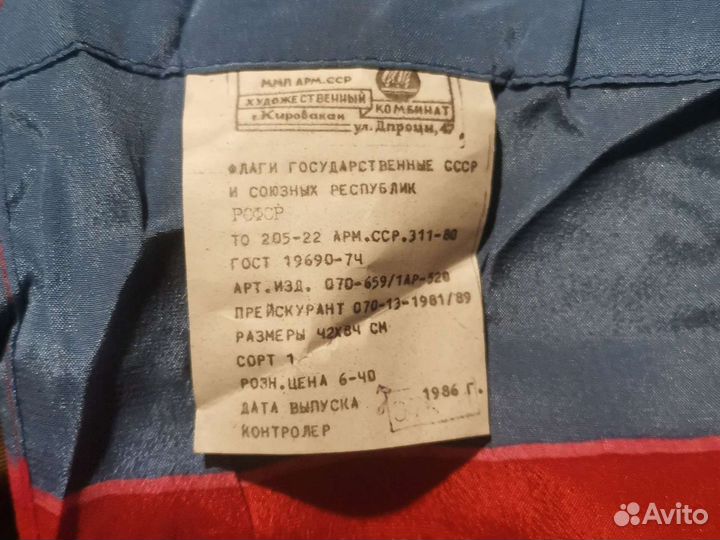 ММП АРМ.ССР
ХУДОЖЕСТВЕННЫЙ КОМБИНАТ
г.Кировакан ул. Дпроцы, 47
ФЛАГИ ГОСУДАРСТВЕННЫЕ СССР
И СОЮЗНЫХ РЕСПУБЛИК
РСФСР
ТО 205-22 АРМ.ССР.311-80
ГОСТ 19690-74
АРТ.ИЗД. 070-659/1АР-520
ПРЕЙСКУРАНТ 070-13-1981/89
РАЗМЕРЫ 42Х84 СМ
СОРТ 1
РОЗН.ЦЕНА 6-40
ДАТА ВЫПУСКА 1986 Г.
КОНТРОЛЕР
Avito